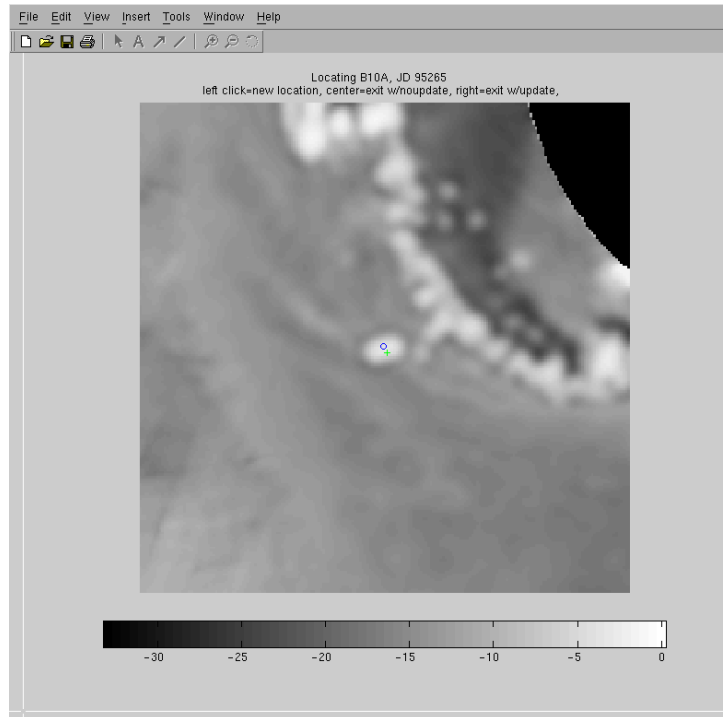 File Edit View Insert Tools Window Help
A
Locating B10A, JD 95265
left click=new location, center=exit w/noupdate, right=exit w/update,
-30 -25 -20 -15 -10 -5 0